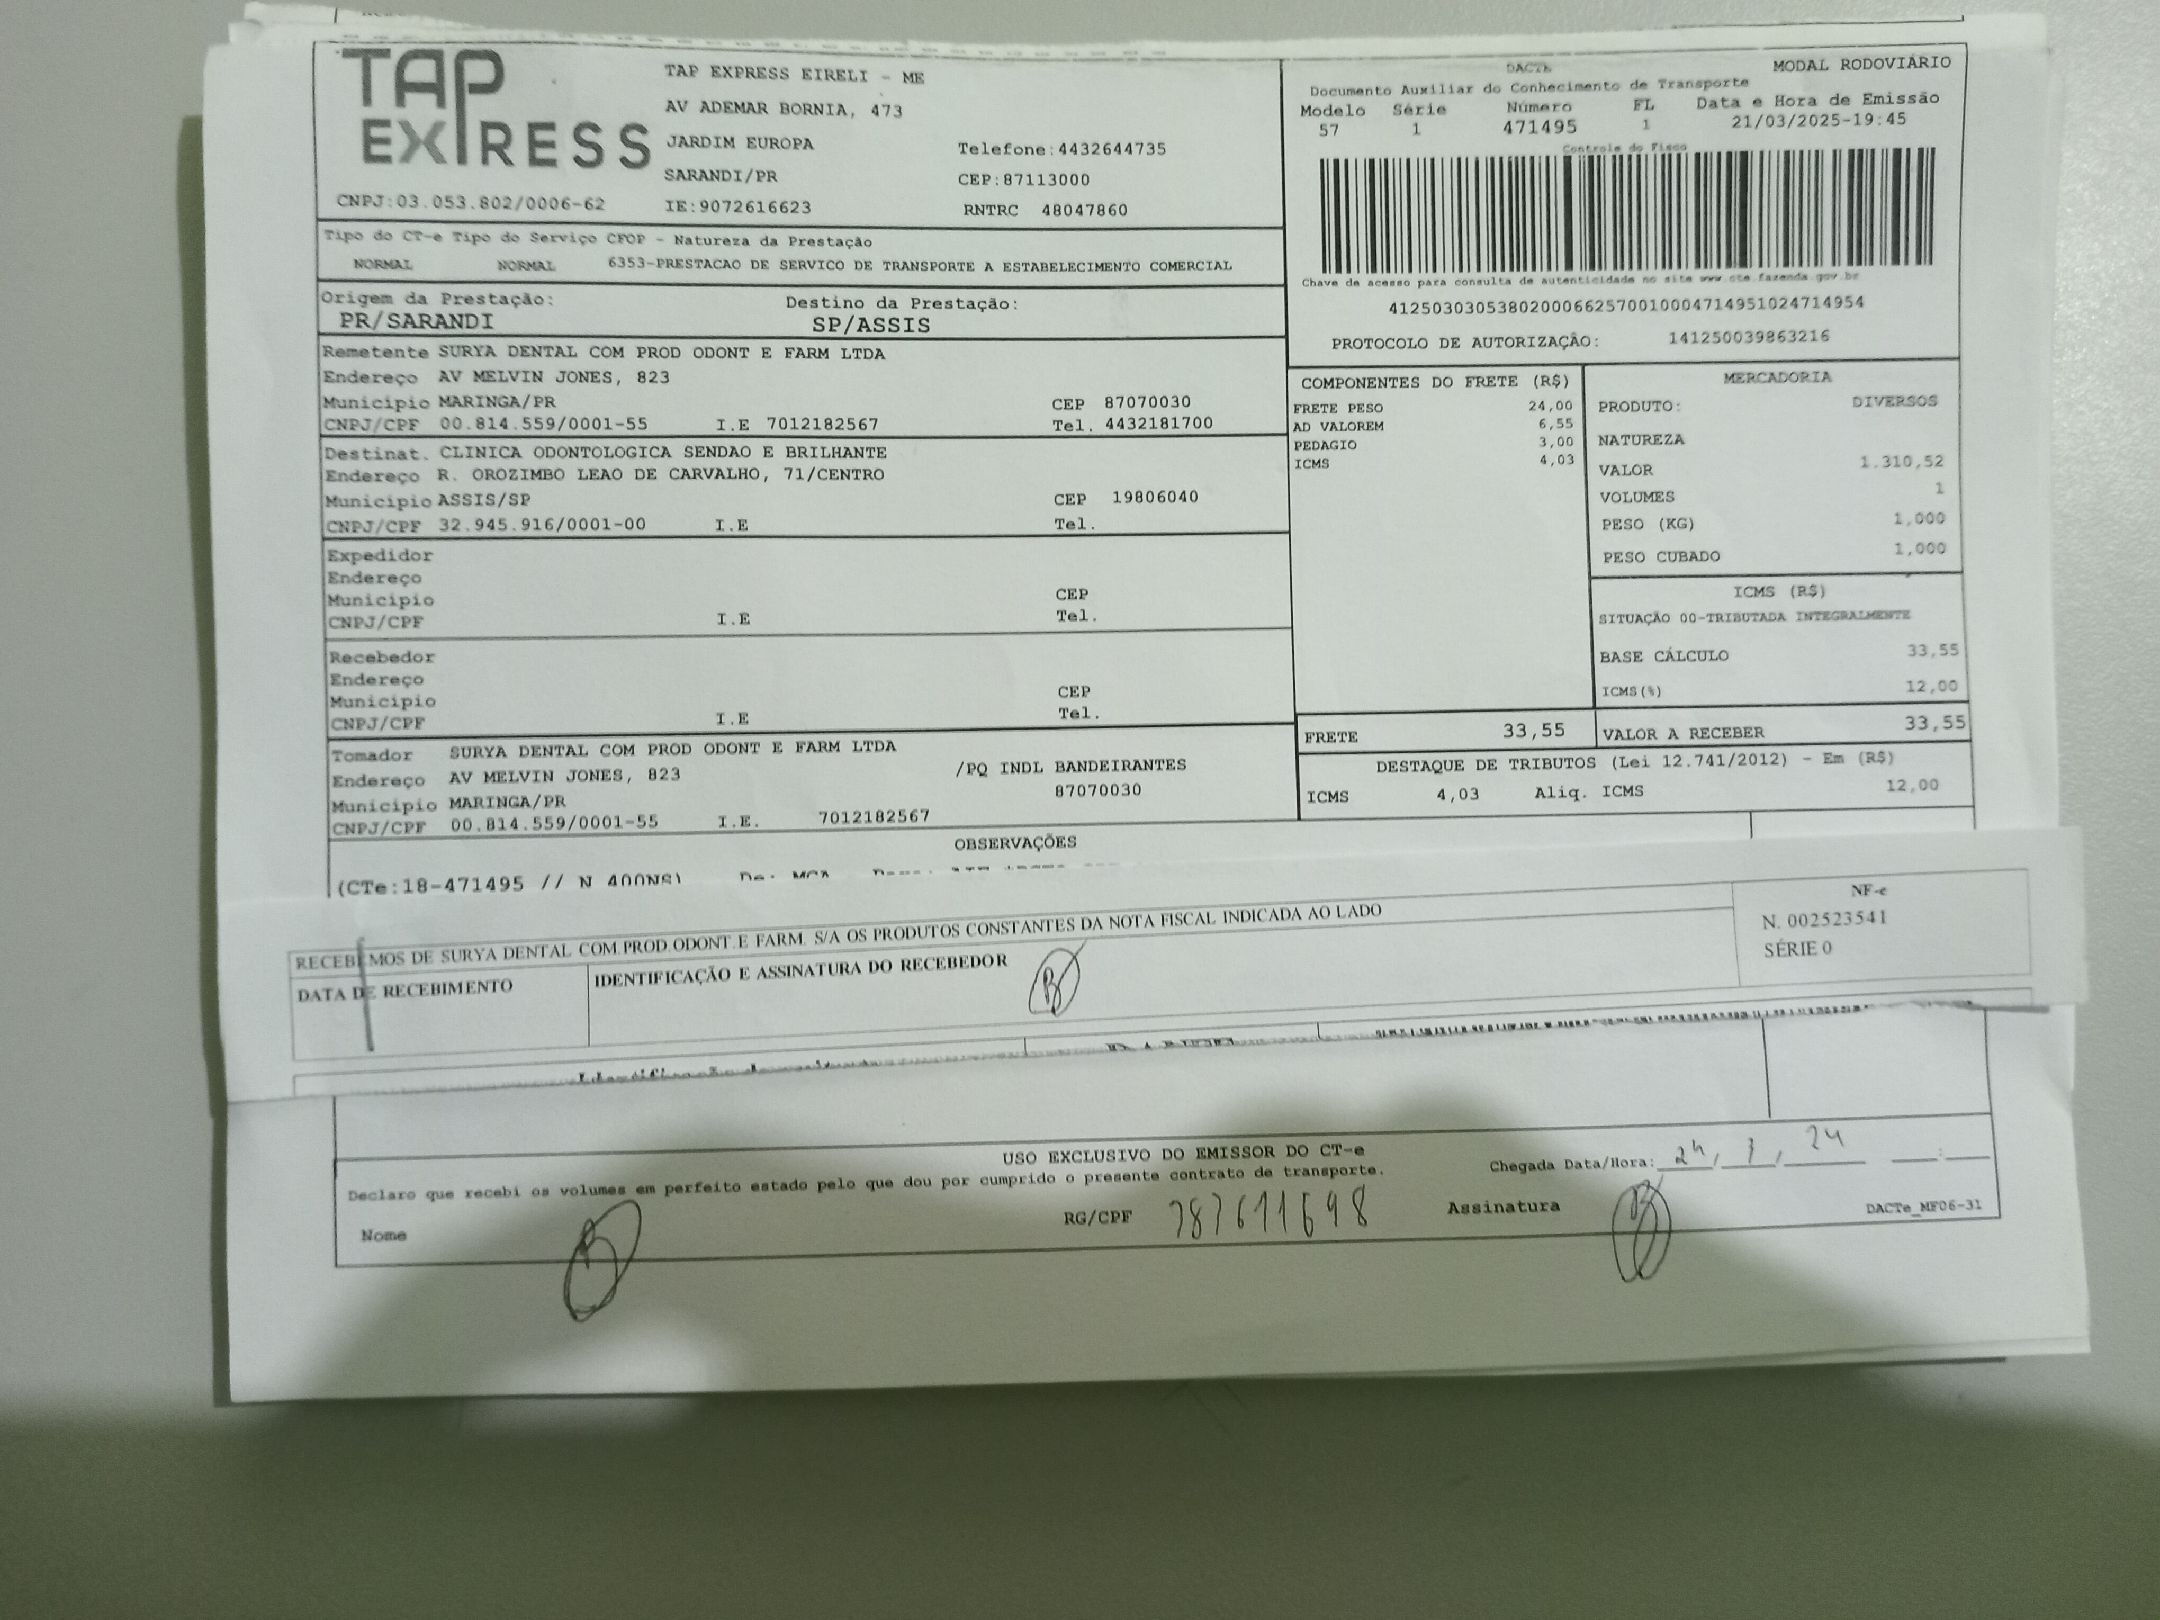 TAP EXPRESS
CNPJ:03.053.802/0006-62
TAP EXPRESS EIRELI - ME
AV ADEMAR BORNIA, 473
JARDIM EUROPA
Telefone:4432644735
SARANDI/PR
CEP:87113000
IE:9072616623
RNTRC 48047860
DACTE
MODAL RODOVIÁRIO
Documento Auxiliar do Conhecimento de Transporte
Modelo Série Número FL Data e Hora de Emissão
57 1 471495 1 21/03/2025-19:45
Controle do Fisco
Chave de acesso para consulta de autenticidade no site www.cte.fazenda.gov.br
41250303053802000662570010004714951024714954
PROTOCOLO DE AUTORIZAÇÃO: 141250039863216
Tipo do CT-e Tipo do Serviço CFOP - Natureza da Prestação
NORMAL NORMAL 6353-PRESTACAO DE SERVICO DE TRANSPORTE A ESTABELECIMENTO COMERCIAL
Origem da Prestação: Destino da Prestação:
PR/SARANDI SP/ASSIS
Remetente SURYA DENTAL COM PROD ODONT E FARM LTDA
Endereço AV MELVIN JONES, 823
Município MARINGA/PR CEP 87070030
CNPJ/CPF 00.814.559/0001-55 I.E 7012182567 Tel. 4432181700
Destinat. CLINICA ODONTOLOGICA SENDAO E BRILHANTE
Endereço R. OROZIMBO LEAO DE CARVALHO, 71/CENTRO
Município ASSIS/SP CEP 19806040
CNPJ/CPF 32.945.916/0001-00 I.E Tel.
Expedidor
Endereço
Município CEP
CNPJ/CPF I.E Tel.
Recebedor
Endereço
Município CEP
CNPJ/CPF I.E Tel.
Tomador SURYA DENTAL COM PROD ODONT E FARM LTDA
Endereço AV MELVIN JONES, 823 /PQ INDL BANDEIRANTES
Município MARINGA/PR 87070030
CNPJ/CPF 00.814.559/0001-55 I.E. 7012182567
COMPONENTES DO FRETE (R$)
FRETE PESO 24,00
AD VALOREM 6,55
PEDAGIO 3,00
ICMS 4,03
MERCADORIA
PRODUTO: DIVERSOS
NATUREZA
VALOR 1.310,52
VOLUMES 1
PESO (KG) 1,000
PESO CUBADO 1,000
ICMS (R$)
SITUAÇÃO 00-TRIBUTADA INTEGRALMENTE
BASE CÁLCULO 33,55
ICMS(%) 12,00
FRETE 33,55 VALOR A RECEBER 33,55
DESTAQUE DE TRIBUTOS (Lei 12.741/2012) - Em (R$)
ICMS 4,03 Aliq. ICMS 12,00
OBSERVAÇÕES
(CTe:18-471495 // N 400NS) De: MGA
RECEBEMOS DE SURYA DENTAL COM.PROD.ODONT.E FARM. S/A OS PRODUTOS CONSTANTES DA NOTA FISCAL INDICADA AO LADO
DATA DE RECEBIMENTO
IDENTIFICAÇÃO E ASSINATURA DO RECEBEDOR
NF-e
N. 002523541
SÉRIE 0
USO EXCLUSIVO DO EMISSOR DO CT-e
Declaro que recebi os volumes em perfeito estado pelo que dou por cumprido o presente contrato de transporte.
Chegada Data/Hora: 24, 3, 24 :
Nome
RG/CPF
Assinatura
DACTe_MF06-31